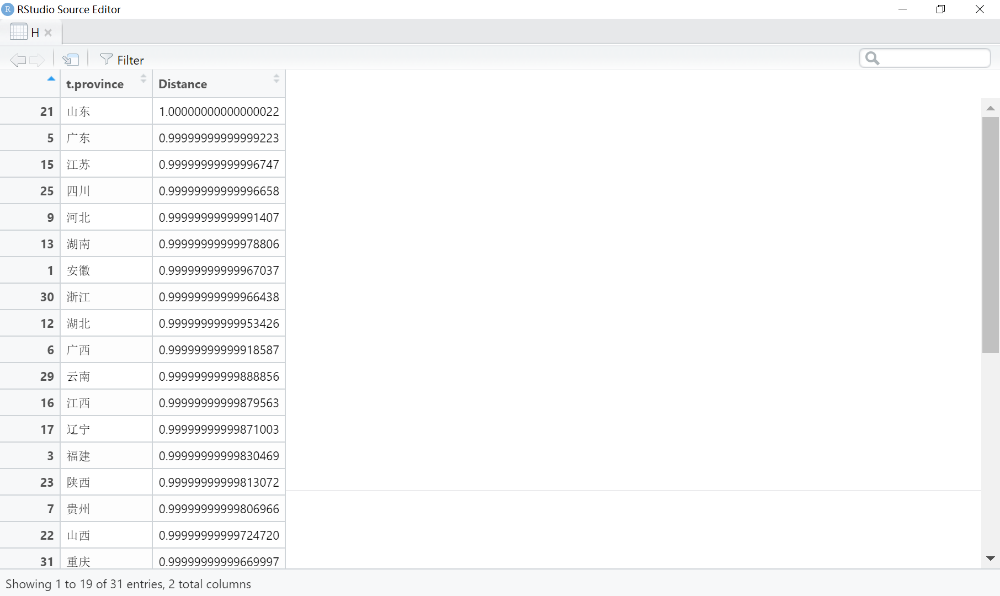 RStudio Source Editor
H
Filter
t.province Distance
21 山东 1.00000000000000022
5 广东 0.99999999999999223
15 江苏 0.99999999999996747
25 四川 0.99999999999996658
9 河北 0.99999999999991407
13 湖南 0.99999999999978806
1 安徽 0.99999999999967037
30 浙江 0.99999999999966438
12 湖北 0.99999999999953426
6 广西 0.99999999999918587
29 云南 0.99999999999888856
16 江西 0.99999999999879563
17 辽宁 0.99999999999871003
3 福建 0.99999999999830469
23 陕西 0.99999999999813072
7 贵州 0.99999999999806966
22 山西 0.99999999999724720
31 重庆 0.99999999999669997
Showing 1 to 19 of 31 entries, 2 total columns